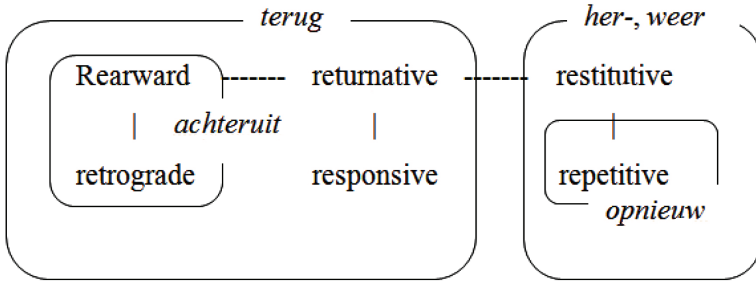 terug her-, weer
Rearward returnative restitutive
achteruit
retrograde responsive repetitive
opnieuw